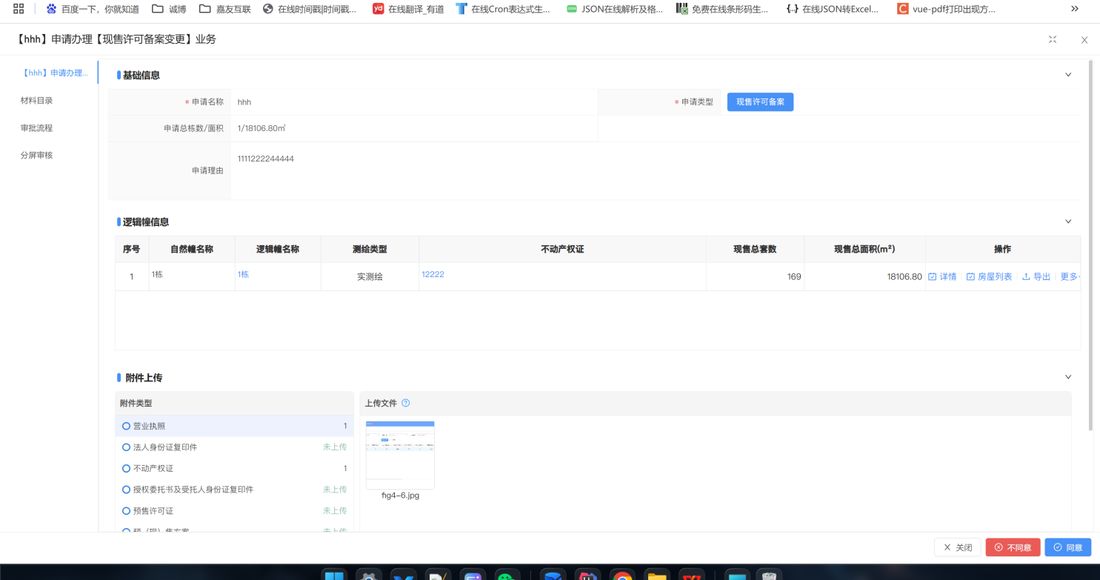 百度一下，你就知道 诚博 嘉友互联 在线时间戳|时间戳... 在线翻译_有道 在线Cron表达式生... JSON在线解析及格... 免费在线条形码生... 在线JSON转Excel... vue-pdf打印出现方...
【hhh】申请办理【现售许可备案变更】业务
【hhh】申请办理...
材料目录
审批流程
分屏审核
基础信息
* 申请名称 hhh * 申请类型 现售许可备案
申请总栋数/面积 1/18106.80㎡
申请理由 1111222244444
逻辑幢信息
序号 自然幢名称 逻辑幢名称 测绘类型 不动产权证 现售总套数 现售总面积(m²) 操作
1 1栋 1栋 实测绘 12222 169 18106.80 详情 房屋列表 导出 更多
附件上传
附件类型 上传文件
营业执照 1
法人身份证复印件 未上传
不动产权证 1
授权委托书及受托人身份证复印件 未上传
预售许可证 未上传
fig4-6.jpg
关闭 不同意 同意